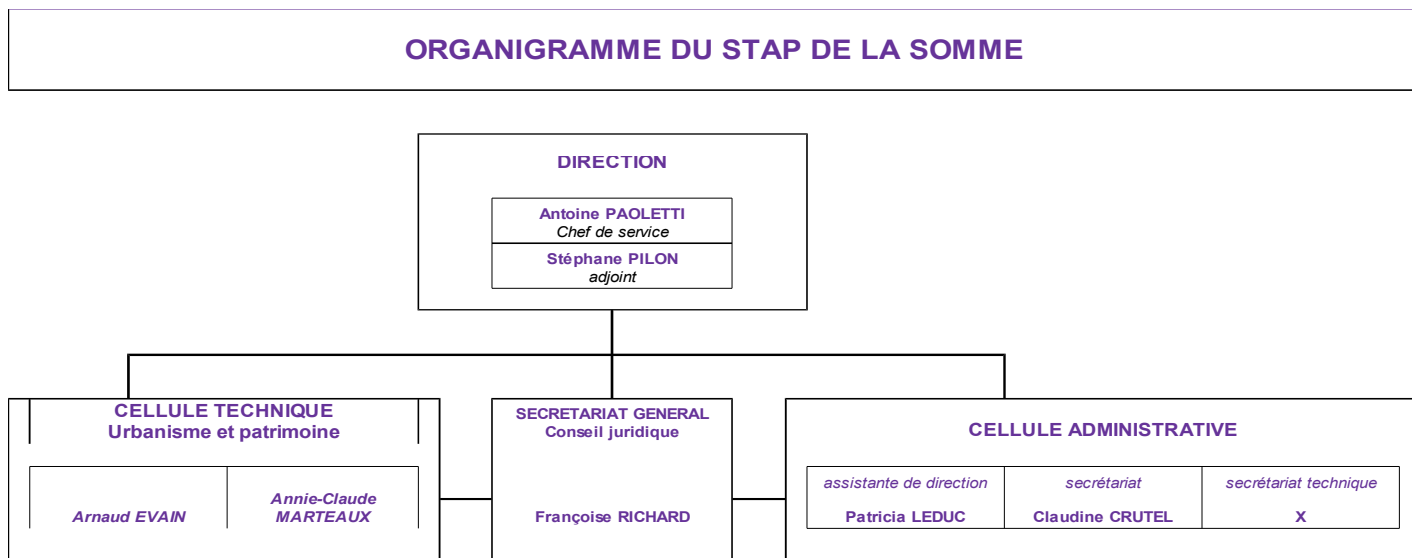 ORGANIGRAMME DU STAP DE LA SOMME
DIRECTION
Antoine PAOLETTI
Chef de service
Stéphane PILON
adjoint
CELLULE TECHNIQUE
Urbanisme et patrimoine
Arnaud EVAIN
Annie-Claude
MARTEAUX
SECRETARIAT GENERAL
Conseil juridique
Françoise RICHARD
CELLULE ADMINISTRATIVE
assistante de direction
Patricia LEDUC
secrétariat
Claudine CRUTEL
secrétariat technique
X